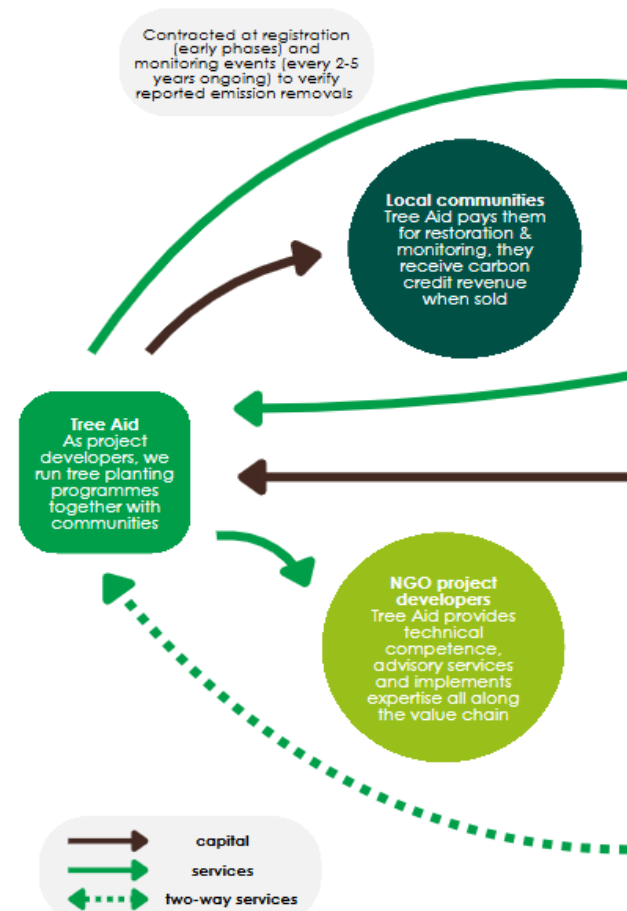 Contracted at registration
(early phases) and
monitoring events (every 2-5
years ongoing) to verify
reported emission removals
Local communities
Tree Aid pays them
for restoration &
monitoring, they
receive carbon
credit revenue
when sold
Tree Aid
As project
developers, we
run tree planting
programmes
together with
communities
NGO project
developers
Tree Aid provides
technical
competence,
advisory services
and implements
expertise all along
the value chain
capital
services
two-way services